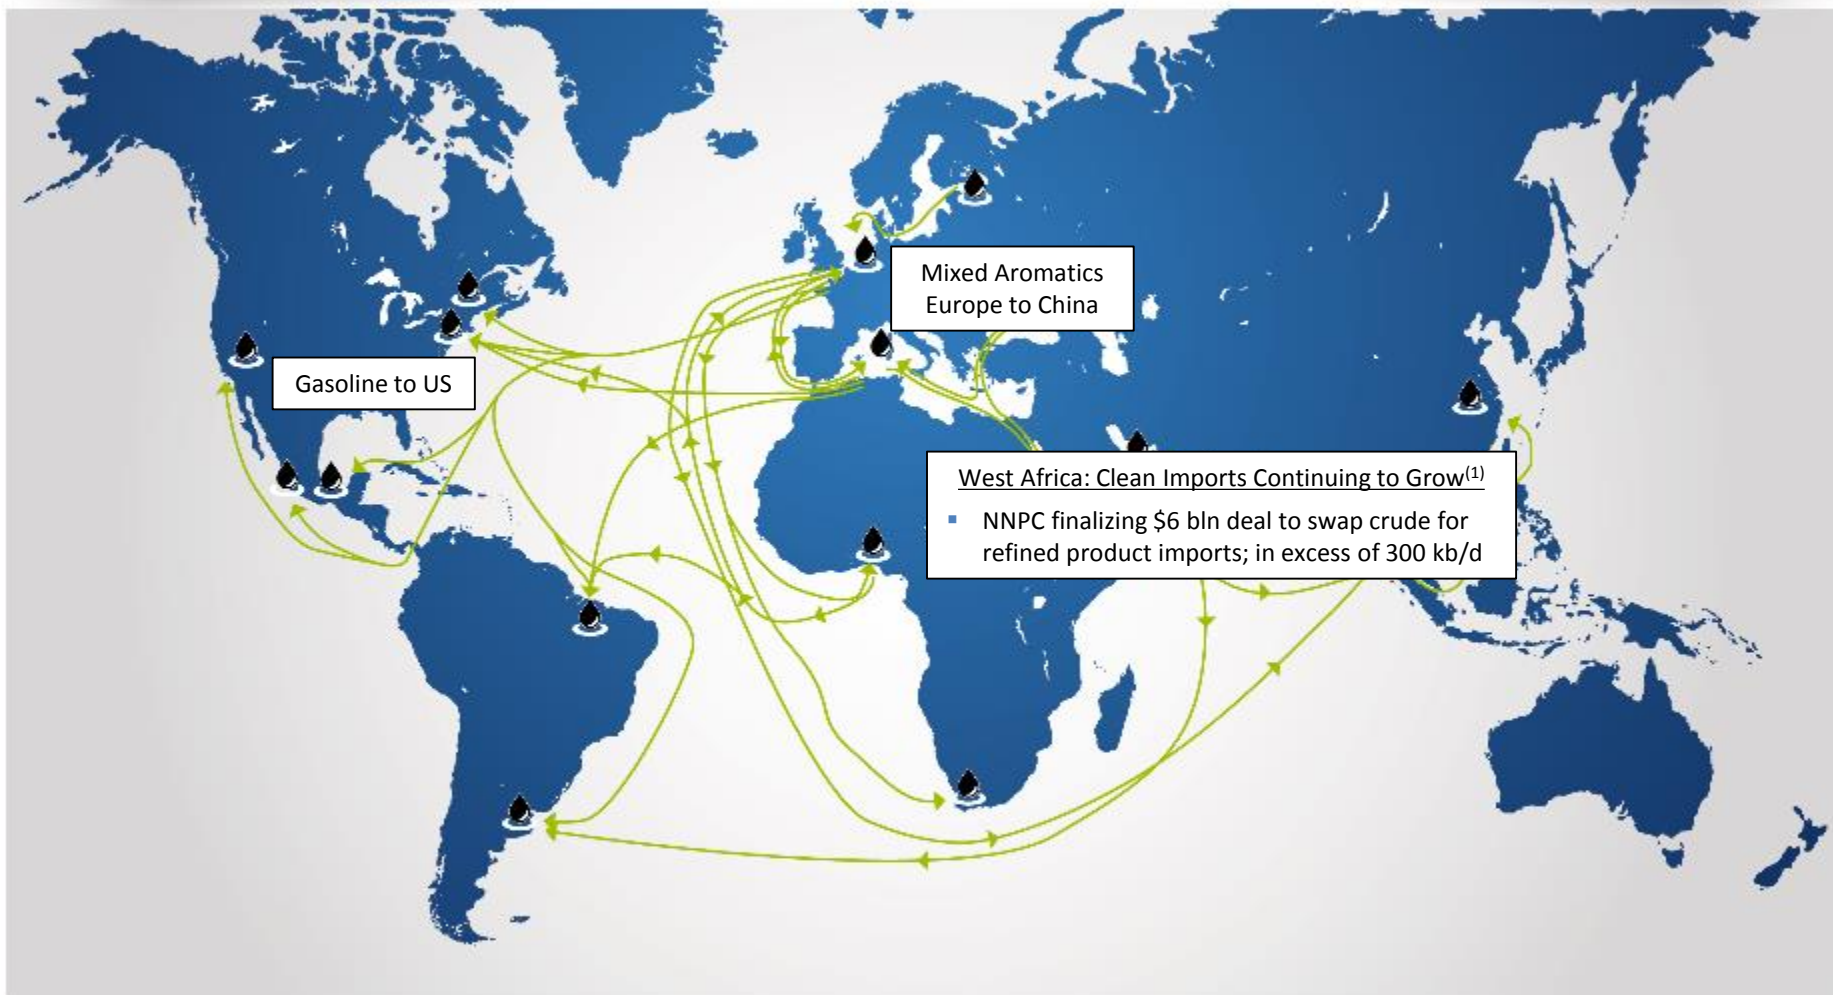 Mixed Aromatics
Europe to China
Gasoline to US
West Africa: Clean Imports Continuing to Grow(1)
▪ NNPC finalizing $6 bln deal to swap crude for
refined product imports; in excess of 300 kb/d